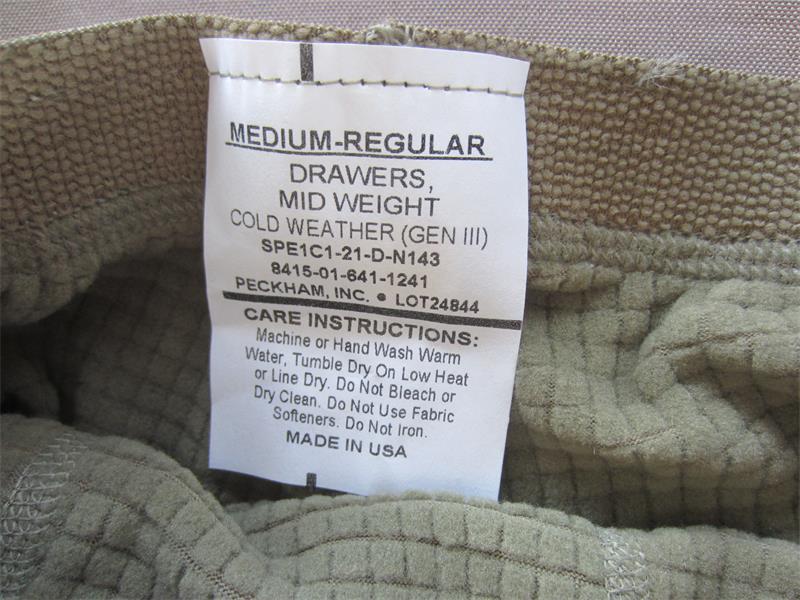 MEDIUM-REGULAR
DRAWERS,
MID WEIGHT
COLD WEATHER (GEN III)
SPE1C1-21-D-N143
8415-01-641-1241
PECKHAM, INC. • LOT24844
CARE INSTRUCTIONS:
Machine or Hand Wash Warm
Water, Tumble Dry On Low Heat
or Line Dry. Do Not Bleach or
Dry Clean. Do Not Use Fabric
Softeners. Do Not Iron.
MADE IN USA